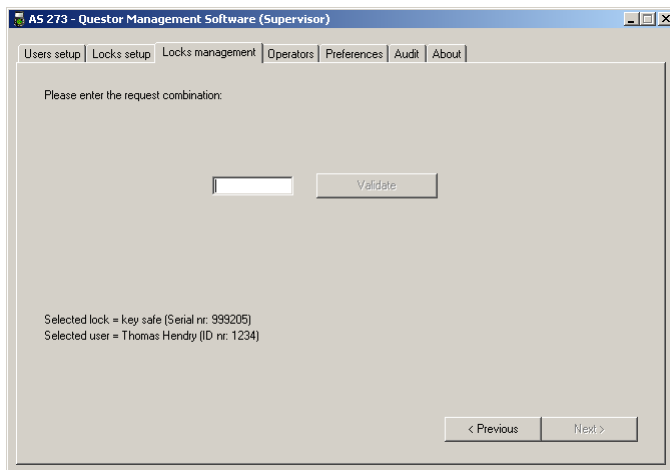 AS 273 - Questor Management Software (Supervisor)
Users setup Locks setup Locks management Operators Preferences Audit About
Please enter the request combination:
Validate
Selected lock = key safe (Serial nr: 999205)
Selected user = Thomas Hendry (ID nr: 1234)
< Previous Next >